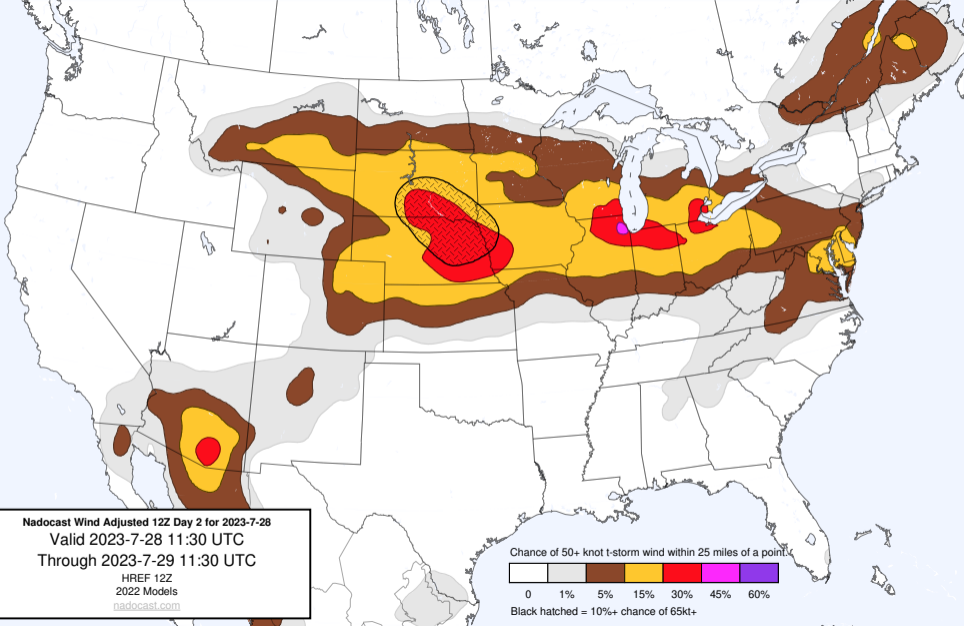 Nadocast Wind Adjusted 12Z Day 2 for 2023-7-28
Valid 2023-7-28 11:30 UTC
Through 2023-7-29 11:30 UTC
HREF 12Z
2022 Models
nadocast.com
Chance of 50+ knot t-storm wind within 25 miles of a point.
0 1% 5% 15% 30% 45% 60%
Black hatched = 10%+ chance of 65kt+